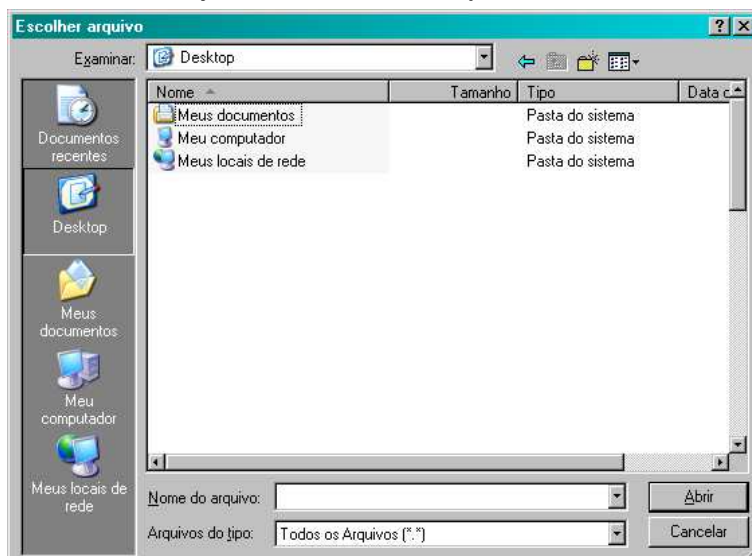 Escolher arquivo
Examinar:
Desktop
Nome Tamanho Tipo Data c
Meus documentos Pasta do sistema
Meu computador Pasta do sistema
Meus locais de rede Pasta do sistema
Documentos
recentes
Desktop
Meus
documentos
Meu
computador
Meus locais de
rede
Nome do arquivo:
Abrir
Arquivos do tipo: Todos os Arquivos (*.*)
Cancelar